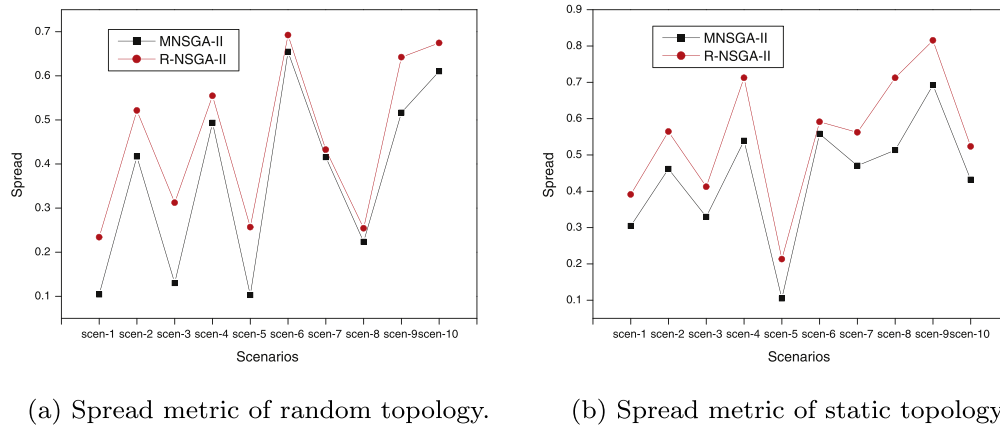 0.7
0.6
0.5
0.4
0.3
0.2
0.1
Spread
MNSGA-II
R-NSGA-II
scen-1 scen-2 scen-3 scen-4 scen-5 scen-6 scen-7 scen-8 scen-9 scen-10
Scenarios
(a) Spread metric of random topology.
0.9
0.8
0.7
0.6
0.5
0.4
0.3
0.2
0.1
Spread
MNSGA-II
R-NSGA-II
scen-1 scen-2 scen-3 scen-4 scen-5 scen-6 scen-7 scen-8 scen-9 scen-10
Scenarios
(b) Spread metric of static topology